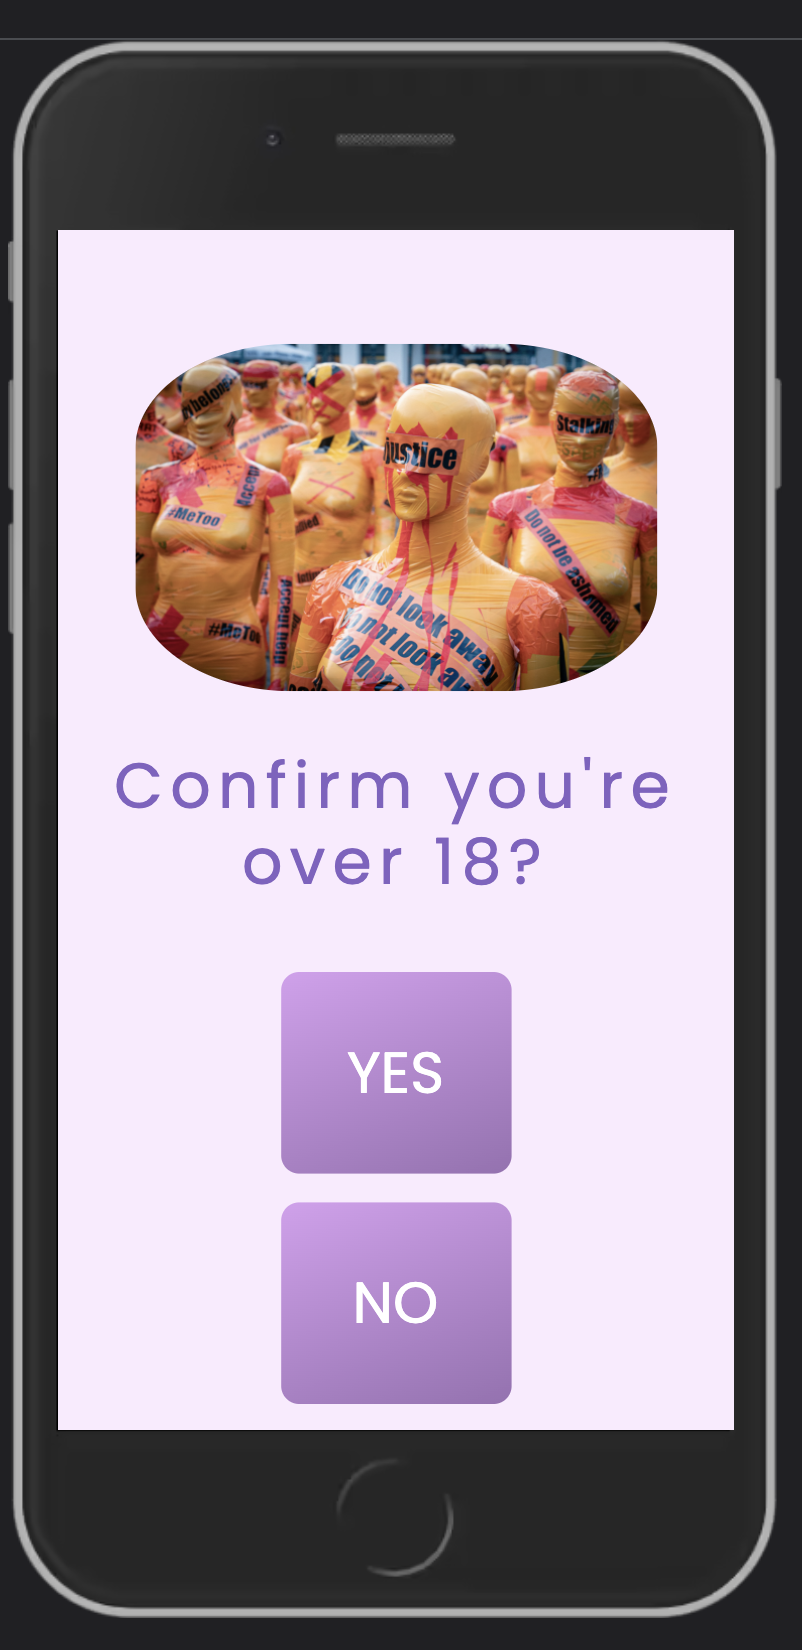 justice
Stalking
#MeToo
Do not be ashamed
#MeToo
Do not look away
Do not look away
Confirm you're
over 18?
YES
NO